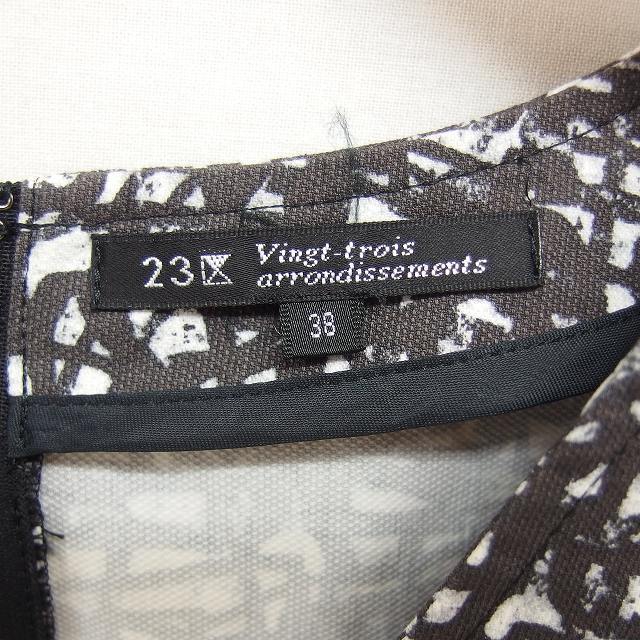 23区 Vingt-trois
arrondissements
38